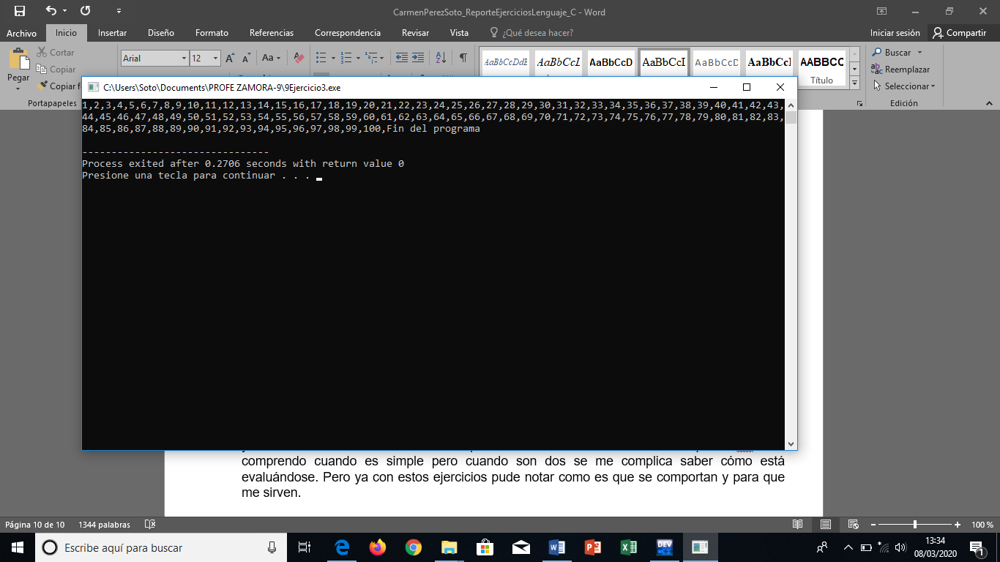 CarmenPerezSoto_ReporteEjerciciosLenguaje_C - Word
Archivo Inicio Insertar Diseño Formato Referencias Correspondencia Revisar Vista ¿Qué desea hacer? Iniciar sesión Compartir
Pegar
Cortar
Copiar
Copiar f
Portapapeles
Arial 12
AaBbCcDdE AaBbCcL AaBbCcD AaBbCcI AaBbCcD AaBbCcI AABBCC
Título
Buscar
Reemplazar
Seleccionar
Edición
C:\Users\Soto\Documents\PROFE ZAMORA-9\9Ejercicio3.exe
1,2,3,4,5,6,7,8,9,10,11,12,13,14,15,16,17,18,19,20,21,22,23,24,25,26,27,28,29,30,31,32,33,34,35,36,37,38,39,40,41,42,43,
44,45,46,47,48,49,50,51,52,53,54,55,56,57,58,59,60,61,62,63,64,65,66,67,68,69,70,71,72,73,74,75,76,77,78,79,80,81,82,83,
84,85,86,87,88,89,90,91,92,93,94,95,96,97,98,99,100,Fin del programa
--------------------------------
Process exited after 0.2706 seconds with return value 0
Presione una tecla para continuar . . .
comprendo cuando es simple pero cuando son dos se me complica saber cómo está
evaluándose. Pero ya con estos ejercicios pude notar como es que se comportan y para que
me sirven.
Página 10 de 10 1344 palabras 100 %
Escribe aquí para buscar
DEV
13:34
08/03/2020
1